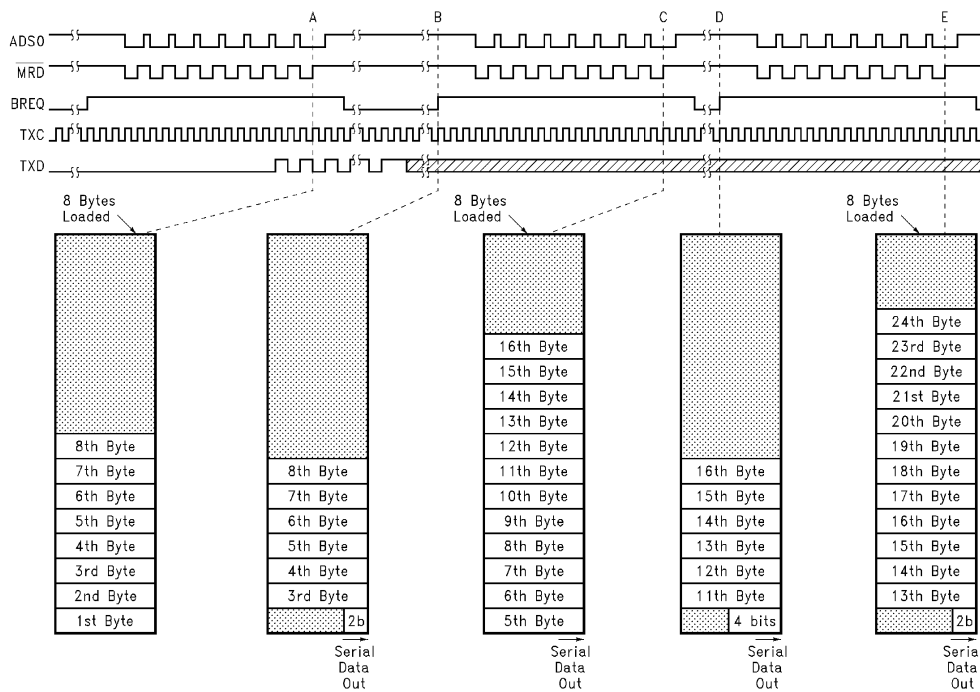 A B C D E
ADS0
MRD
BREQ
TXC
TXD
8 Bytes
Loaded
8th Byte
7th Byte
6th Byte
5th Byte
4th Byte
3rd Byte
2nd Byte
1st Byte
8th Byte
7th Byte
6th Byte
5th Byte
4th Byte
3rd Byte
2b
Serial
Data
Out
8 Bytes
Loaded
16th Byte
15th Byte
14th Byte
13th Byte
12th Byte
11th Byte
10th Byte
9th Byte
8th Byte
7th Byte
6th Byte
5th Byte
Serial
Data
Out
16th Byte
15th Byte
14th Byte
13th Byte
12th Byte
11th Byte
4 bits
Serial
Data
Out
8 Bytes
Loaded
24th Byte
23rd Byte
22nd Byte
21st Byte
20th Byte
19th Byte
18th Byte
17th Byte
16th Byte
15th Byte
14th Byte
13th Byte
2b
Serial
Data
Out